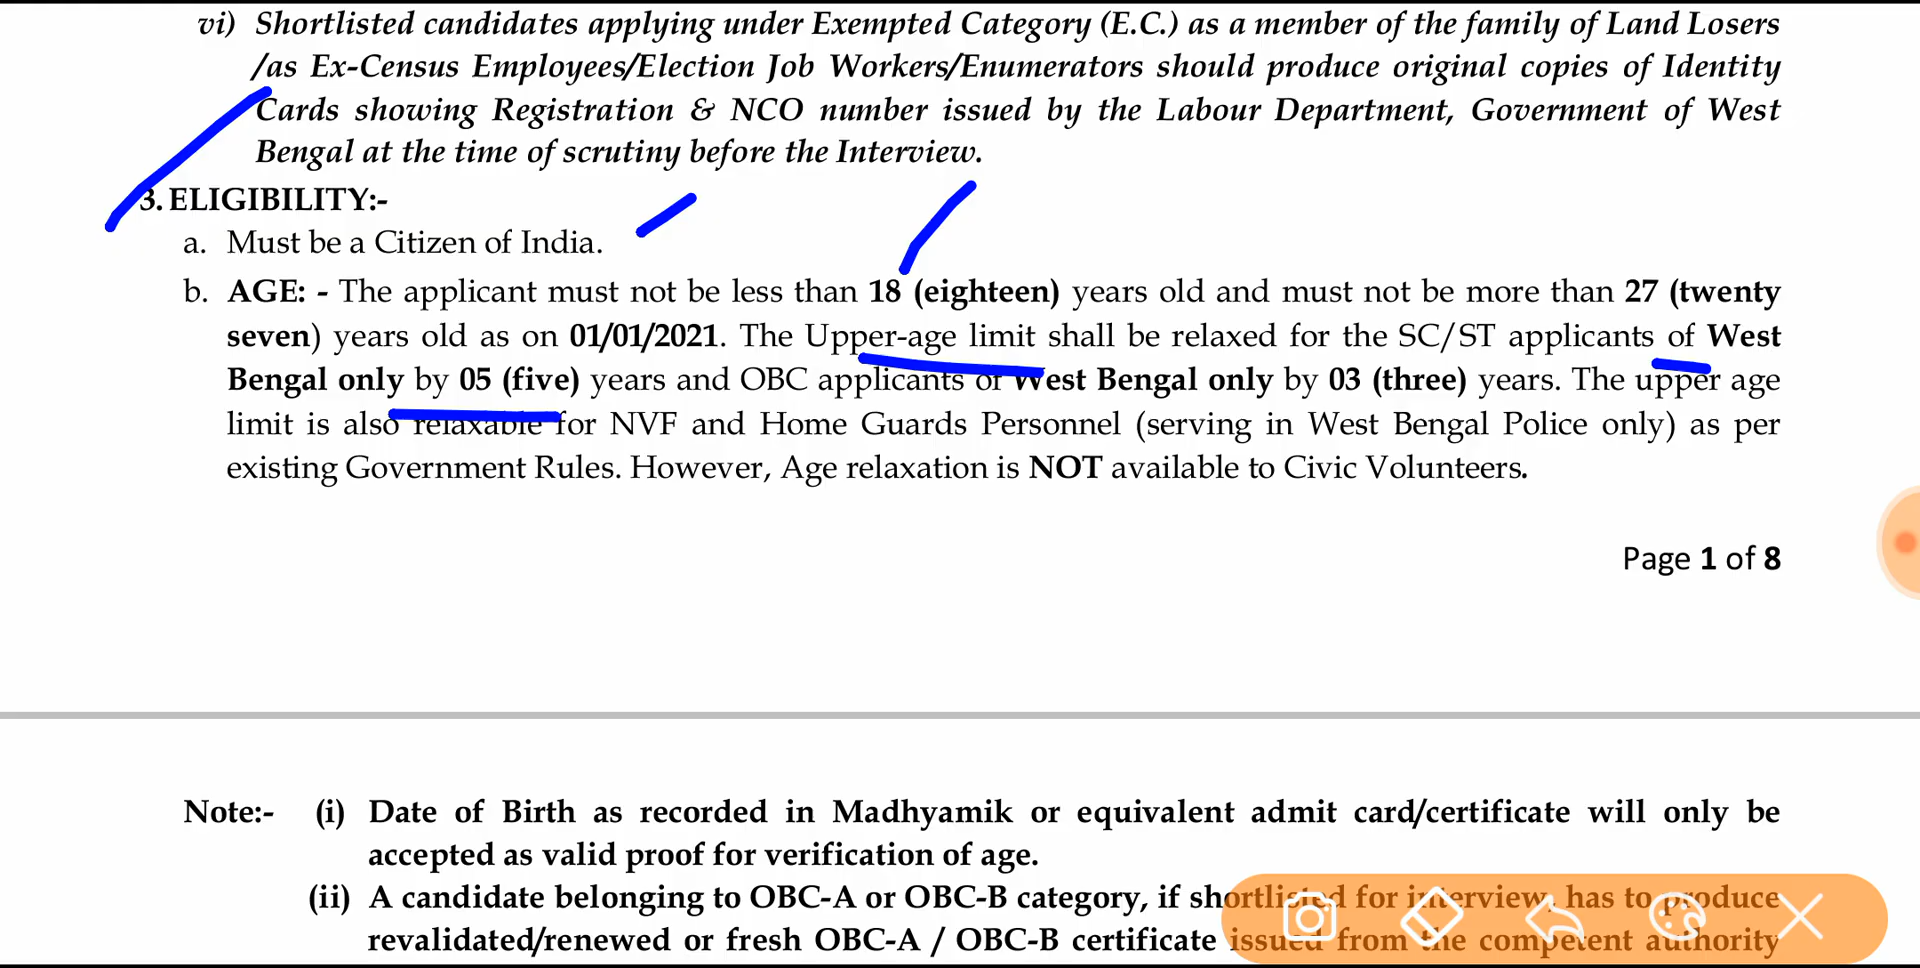 vi) Shortlisted candidates applying under Exempted Category (E.C.) as a member of the family of Land Losers
/as Ex-Census Employees/Election Job Workers/Enumerators should produce original copies of Identity
Cards showing Registration & NCO number issued by the Labour Department, Government of West
Bengal at the time of scrutiny before the Interview.
3. ELIGIBILITY:-
a. Must be a Citizen of India.
b. AGE: - The applicant must not be less than 18 (eighteen) years old and must not be more than 27 (twenty
seven) years old as on 01/01/2021. The Upper-age limit shall be relaxed for the SC/ST applicants of West
Bengal only by 05 (five) years and OBC applicants of West Bengal only by 03 (three) years. The upper age
limit is also relaxable for NVF and Home Guards Personnel (serving in West Bengal Police only) as per
existing Government Rules. However, Age relaxation is NOT available to Civic Volunteers.
Page 1 of 8
Note:- (i) Date of Birth as recorded in Madhyamik or equivalent admit card/certificate will only be
accepted as valid proof for verification of age.
(ii) A candidate belonging to OBC-A or OBC-B category, if shortlisted for interview, has to produce
revalidated/renewed or fresh OBC-A / OBC-B certificate issued from the competent authority